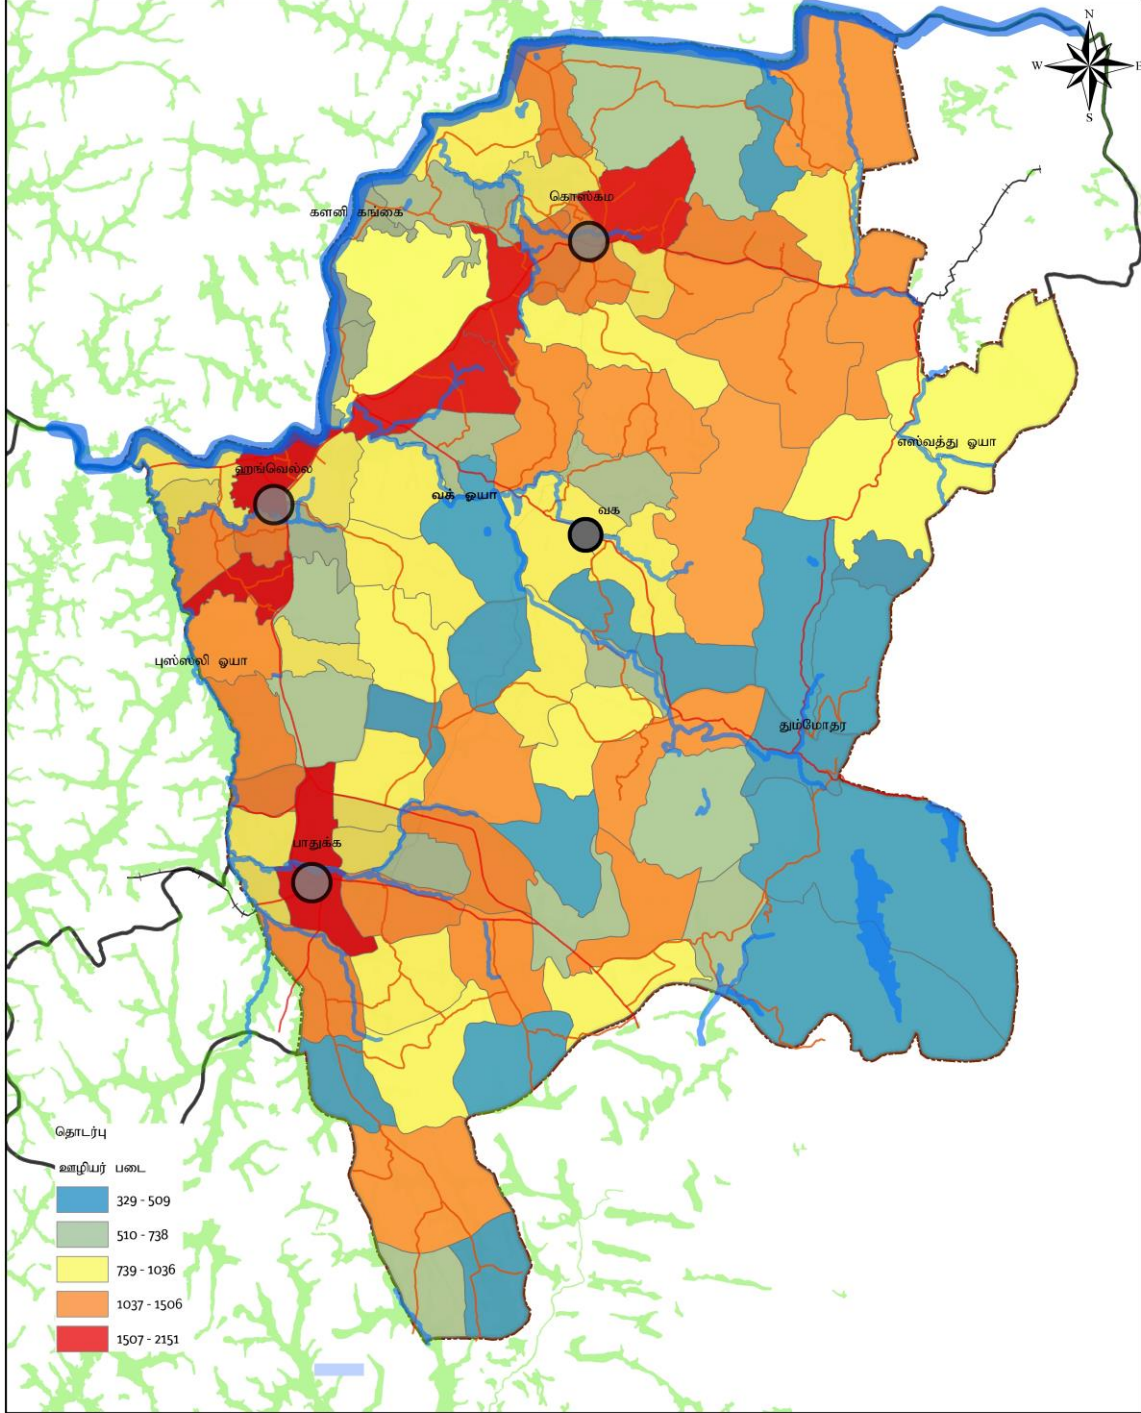 N
W E
S
கொஸ்கம
களனி கங்கை
எஸ்வத்து ஓயா
ஹங்வெல்ல
வக் ஓயா
வக
புஸ்ஸலி ஓயா
தும்மோதர
பாதுக்க
தொடர்பு
ஊழியர் படை
329 - 509
510 - 738
739 - 1036
1037 - 1506
1507 - 2151